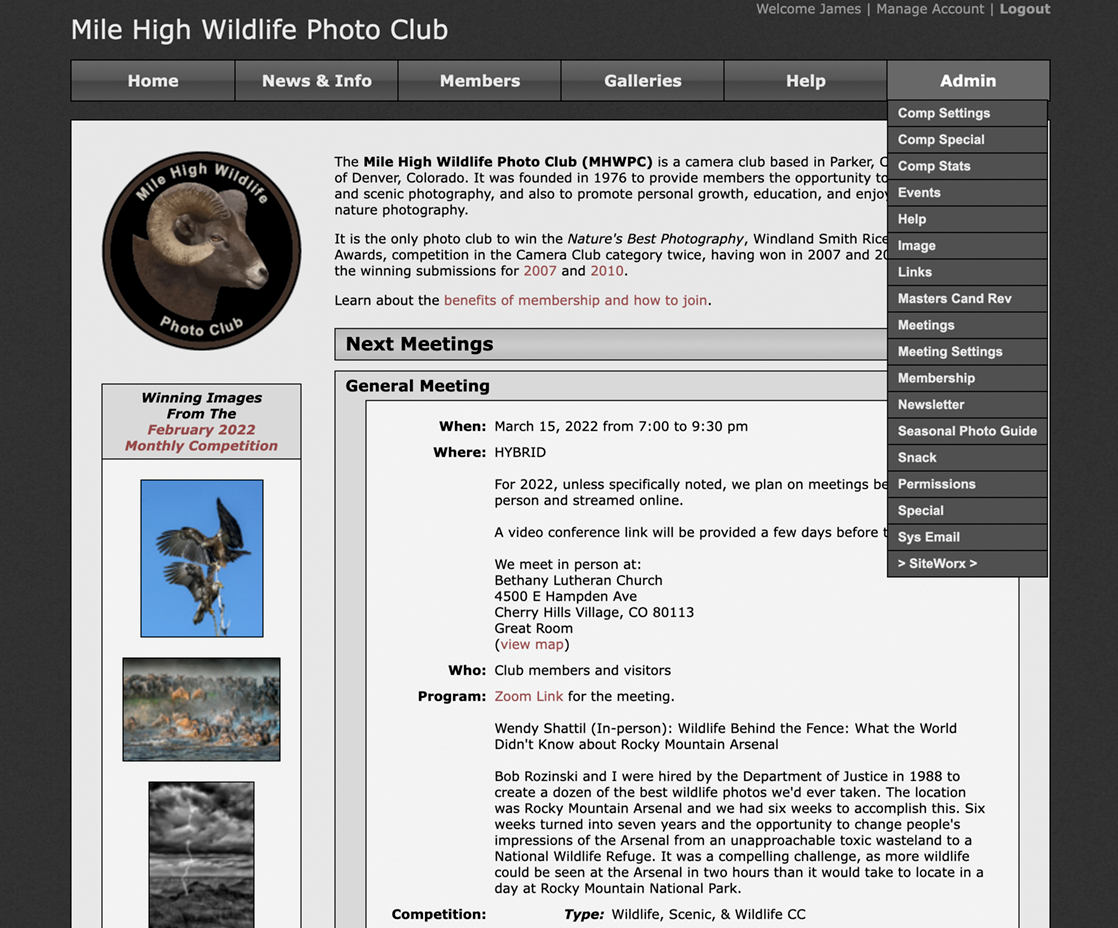 Welcome James | Manage Account | Logout
Mile High Wildlife Photo Club
Home News & Info Members Galleries Help Admin
Comp Settings
Comp Special
Comp Stats
Events
Help
Image
Links
Masters Cand Rev
Meetings
Meeting Settings
Membership
Newsletter
Seasonal Photo Guide
Snack
Permissions
Special
Sys Email
> SiteWorx >
Mile High Wildlife
Photo Club
Winning Images
From The
February 2022
Monthly Competition
The Mile High Wildlife Photo Club (MHWPC) is a camera club based in Parker,
of Denver, Colorado. It was founded in 1976 to provide members the opportunity to
and scenic photography, and also to promote personal growth, education, and
nature photography.
It is the only photo club to win the Nature's Best Photography, Windland Smith Rice
Awards, competition in the Camera Club category twice, having won in 2007 and
the winning submissions for 2007 and 2010.
Learn about the benefits of membership and how to join.
Next Meetings
General Meeting
When: March 15, 2022 from 7:00 to 9:30 pm
Where: HYBRID
For 2022, unless specifically noted, we plan on meetings
person and streamed online.
A video conference link will be provided a few days before
We meet in person at:
Bethany Lutheran Church
4500 E Hampden Ave
Cherry Hills Village, CO 80113
Great Room
(view map)
Who: Club members and visitors
Program: Zoom Link for the meeting.
Wendy Shattil (In-person): Wildlife Behind the Fence: What the World
Didn't Know about Rocky Mountain Arsenal
Bob Rozinski and I were hired by the Department of Justice in 1988 to
create a dozen of the best wildlife photos we'd ever taken. The location
was Rocky Mountain Arsenal and we had six weeks to accomplish this. Six
weeks turned into seven years and the opportunity to change people's
impressions of the Arsenal from an unapproachable toxic wasteland to a
National Wildlife Refuge. It was a compelling challenge, as more wildlife
could be seen at the Arsenal in two hours than it would take to locate in a
day at Rocky Mountain National Park.
Competition: Type: Wildlife, Scenic, & Wildlife CC